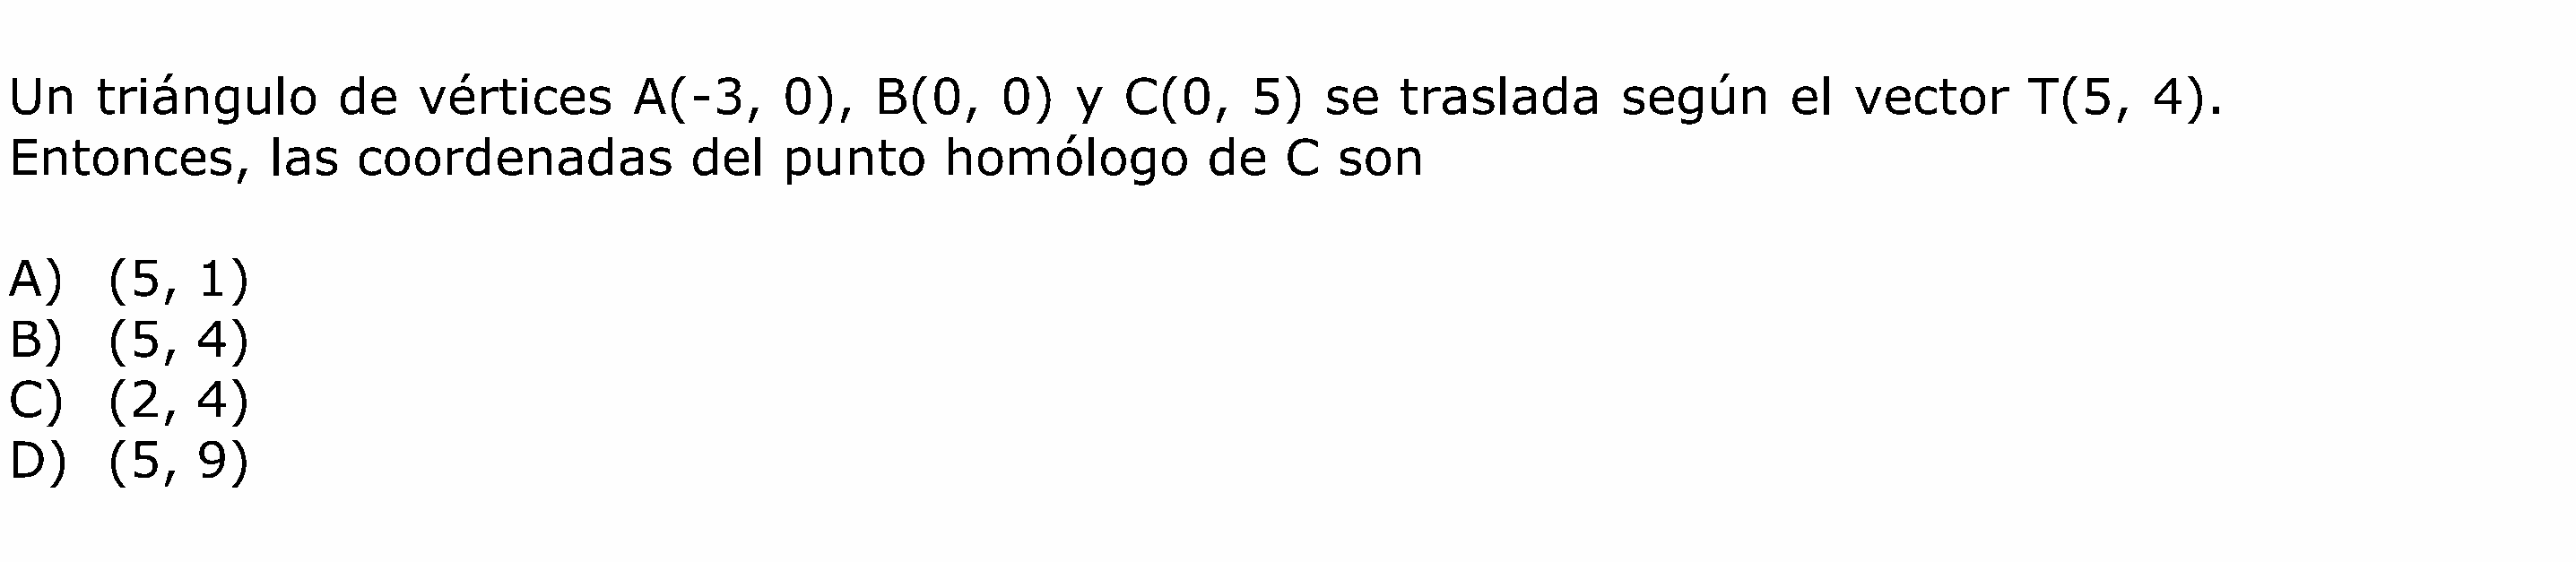 Un triángulo de vértices A(-3, 0), B(0, 0) y C(0, 5) se traslada según el vector T(5, 4).
Entonces, las coordenadas del punto homólogo de C son
A) (5, 1)
B) (5, 4)
C) (2, 4)
D) (5, 9)